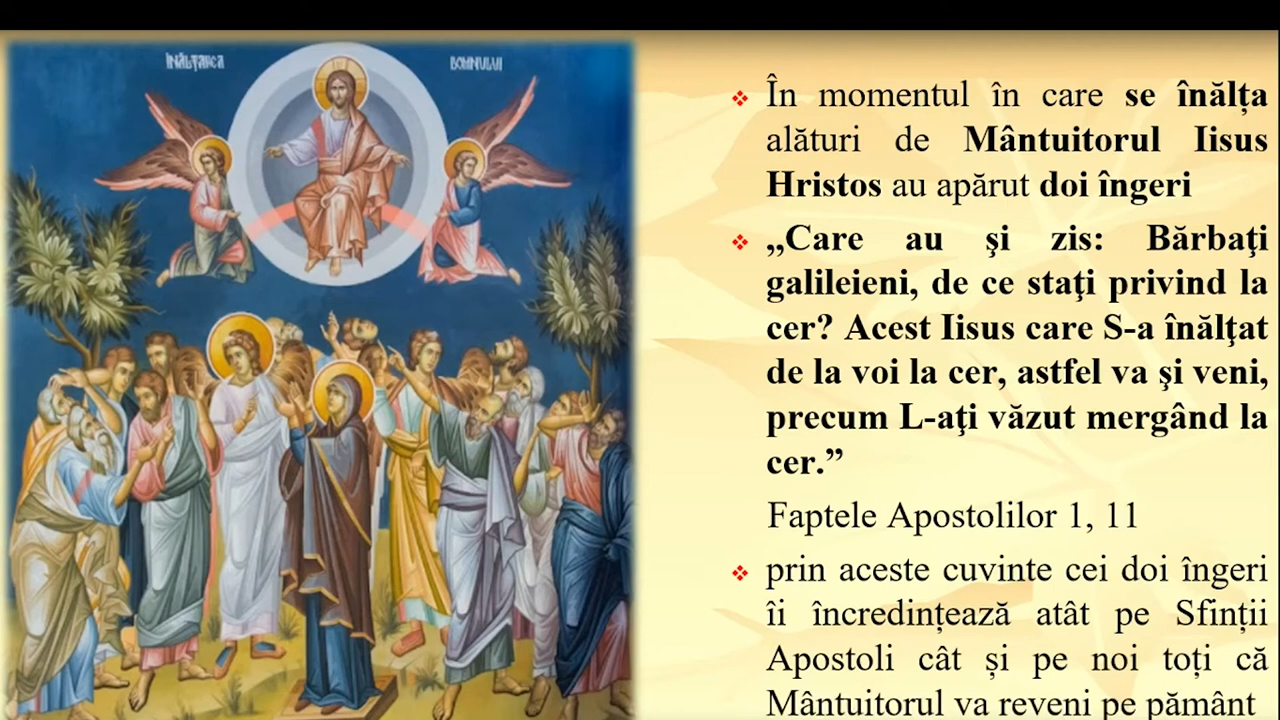 ÎNĂLȚAREA DOMNULUI
❖ În momentul în care se înălța
alături de Mântuitorul Iisus
Hristos au apărut doi îngeri
❖ „Care au şi zis: Bărbaţi
galileieni, de ce staţi privind la
cer? Acest Iisus care S-a înălţat
de la voi la cer, astfel va şi veni,
precum L-aţi văzut mergând la
cer.”
Faptele Apostolilor 1, 11
❖ prin aceste cuvinte cei doi îngeri
îi încredințează atât pe Sfinții
Apostoli cât și pe noi toți că
Mântuitorul va reveni pe pământ